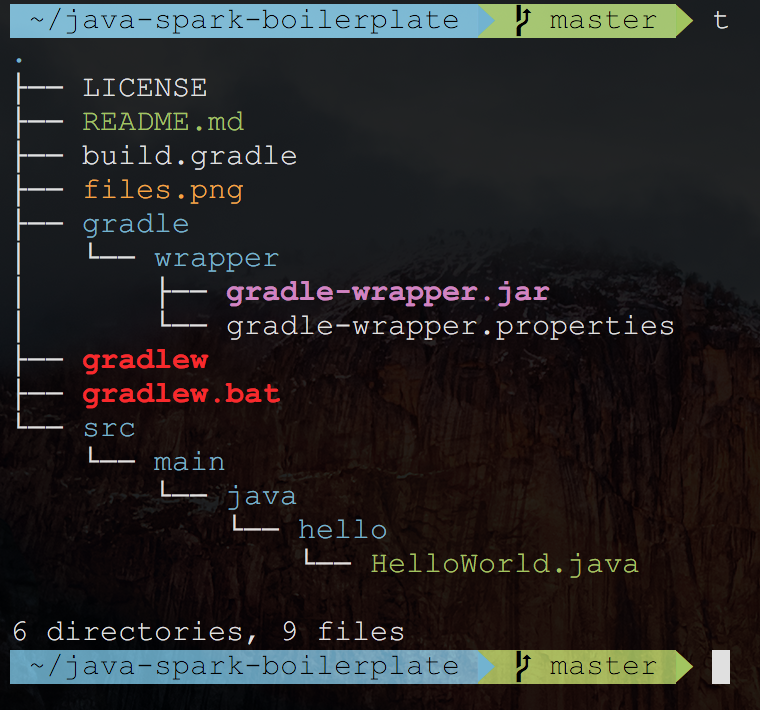 ~/java-spark-boilerplate master t
.
├── LICENSE
├── README.md
├── build.gradle
├── files.png
├── gradle
│   └── wrapper
│       ├── gradle-wrapper.jar
│       └── gradle-wrapper.properties
├── gradlew
├── gradlew.bat
└── src
    └── main
        └── java
            └── hello
                └── HelloWorld.java
6 directories, 9 files
~/java-spark-boilerplate master